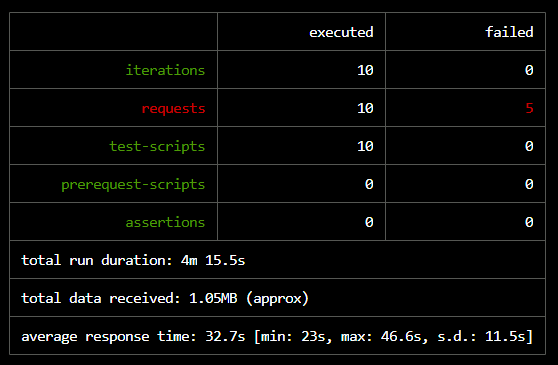 executed failed
iterations 10 0
requests 10 5
test-scripts 10 0
prerequest-scripts 0 0
assertions 0 0
total run duration: 4m 15.5s
total data received: 1.05MB (approx)
average response time: 32.7s [min: 23s, max: 46.6s, s.d.: 11.5s]